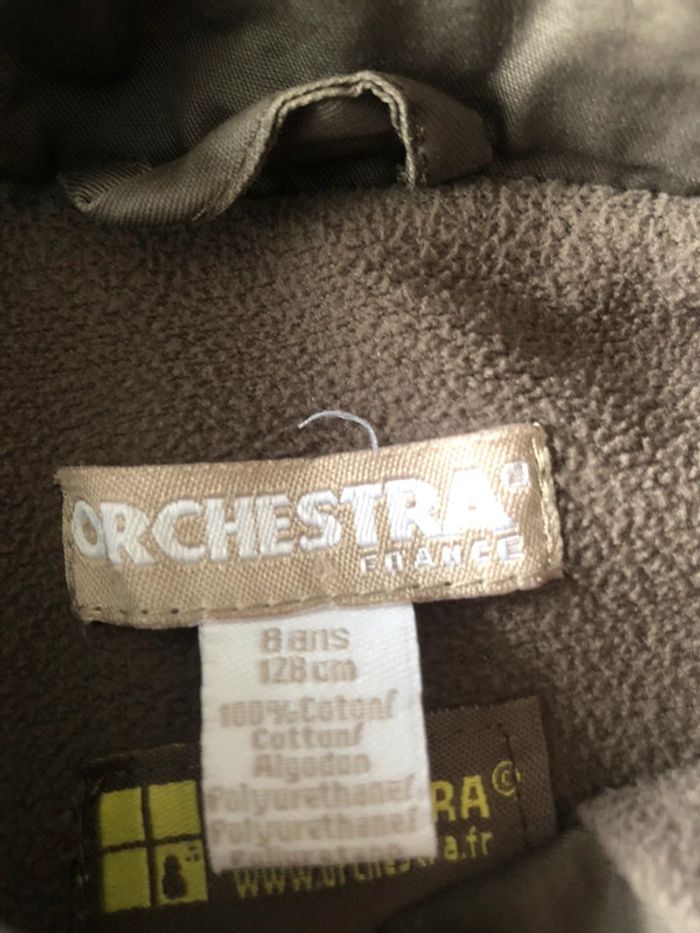 ORCHESTRA®
FRANCE
8 ans
128 cm
100%Coton/
Cotton/
Algodon
Polyurethane/
Polyurethane/
RA©
www.orchestra.fr